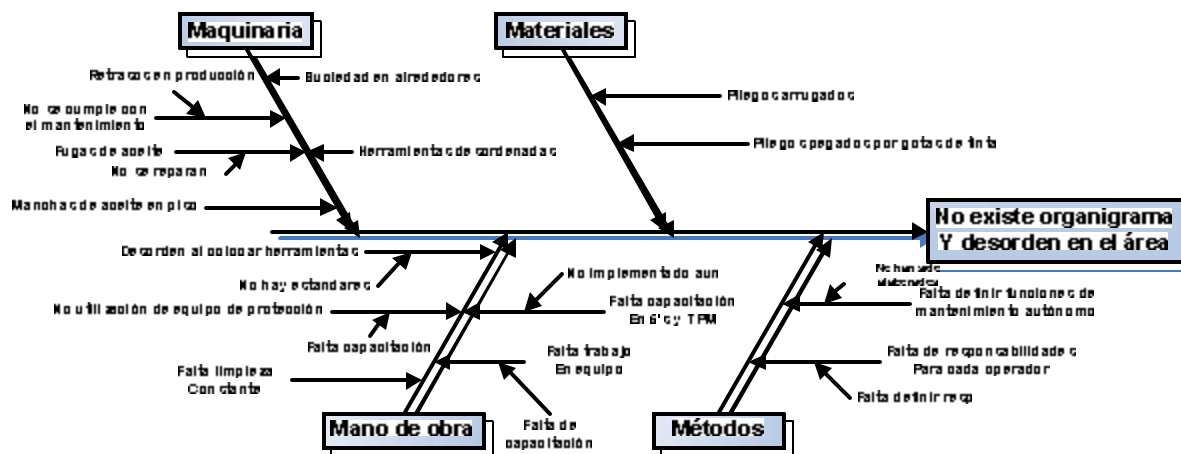 Maquinaria
Materiales
Retrasos en producción
Suciedad en alrededores
No se cumple con
el mantenimiento
Pliegos arrugados
Fugas de aceite
Herramientas desordenadas
Pliegos pegados por gotas de tinta
No se reparan
Manchas de aceite en piso
No existe organigrama
Y desorden en el área
Desorden al colocar herramientas
No hay estandares
No implementado aun
No utilización de equipo de protección
Falta capacitación
En 5's y TPM
Falta definir funciones de
mantenimiento autónomo
Falta capacitación
Falta trabajo
En equipo
Falta de responsabilidades
Para cada operador
Falta limpieza
Constante
Falta definir resp
Falta de
capacitación
Mano de obra
Métodos